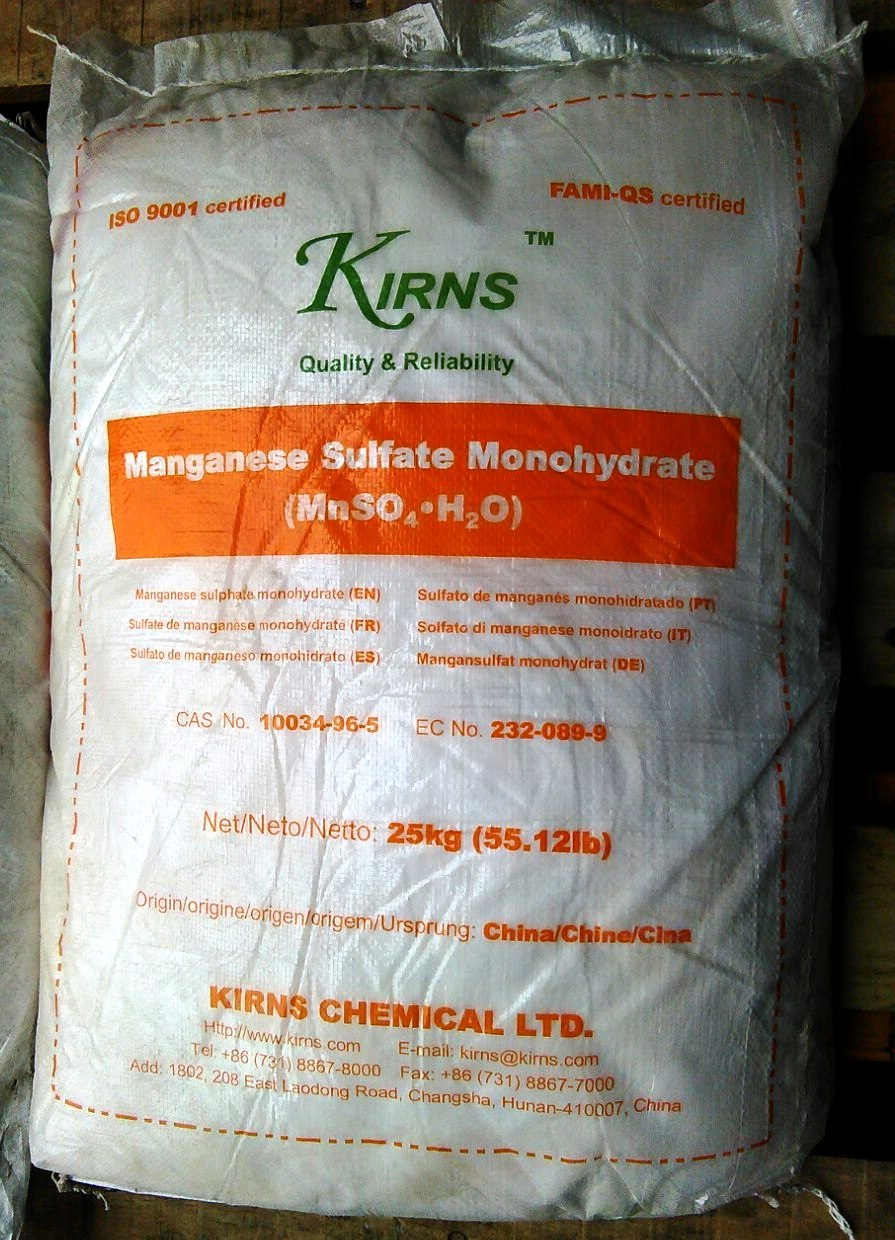 ISO 9001 certified
FAMI-QS certified
KIRNS TM
Quality & Reliability
Manganese Sulfate Monohydrate
(MnSO₄•H₂O)
Manganese sulphate monohydrate (EN)
Sulfato de manganés monohidratado (PT)
Sulfate de manganèse monohydraté (FR)
Solfato di manganese monoidrato (IT)
Sulfato de manganeso monohidrato (ES)
Mangansulfat monohydrat (DE)
CAS No. 10034-96-5 EC No. 232-089-9
Net/Neto/Netto: 25kg (55.12lb)
Origin/origine/origen/origem/Ursprung: China/Chine/Cina
KIRNS CHEMICAL LTD.
Http://www.kirns.com E-mail: kirns@kirns.com
Tel: +86 (731) 8867-8000 Fax: +86 (731) 8867-7000
Add: 1802, 208 East Laodong Road, Changsha, Hunan-410007, China